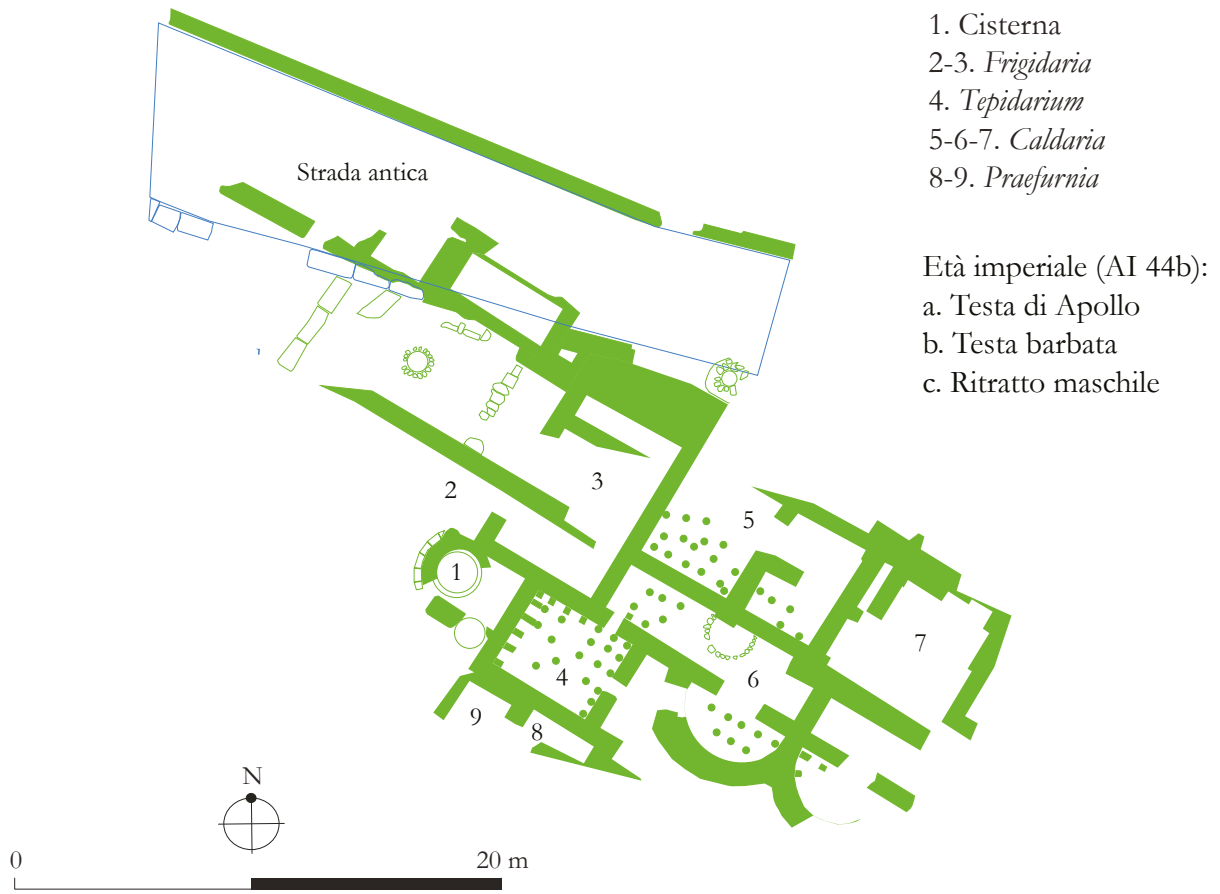 1. Cisterna
2-3. Frigidaria
4. Tepidarium
5-6-7. Caldaria
8-9. Praefurnia
Età imperiale (AI 44b):
a. Testa di Apollo
b. Testa barbata
c. Ritratto maschile
Strada antica
3
2
5
1
7
4
6
9
8
N
0
20 m